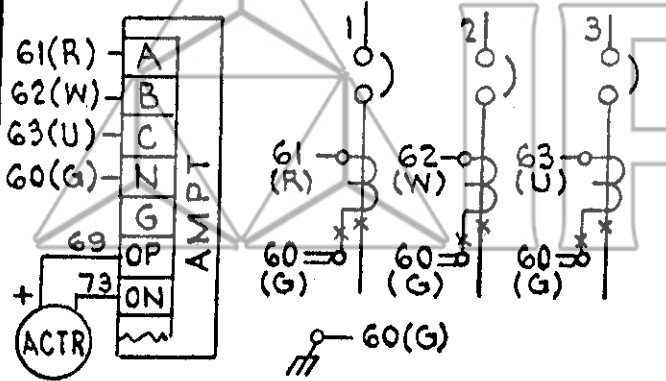 1 2 3
61(R) A
62(W) B
63(U) C
60(G) N
G
69 OP
73 ON
AMPT
+
ACTR
61 (R)
62 (W)
63 (U)
60 (G)
60 (G)
60 (G)
60(G)